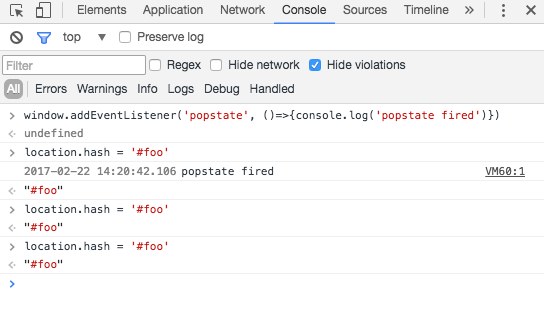 Elements Application Network Console Sources Timeline »
top ▼ Preserve log
Filter Regex Hide network Hide violations
All Errors Warnings Info Logs Debug Handled
> window.addEventListener('popstate', ()=>{console.log('popstate fired')})
undefined
> location.hash = '#foo'
2017-02-22 14:20:42.106 popstate fired VM60:1
"#foo"
> location.hash = '#foo'
"#foo"
> location.hash = '#foo'
"#foo"
>